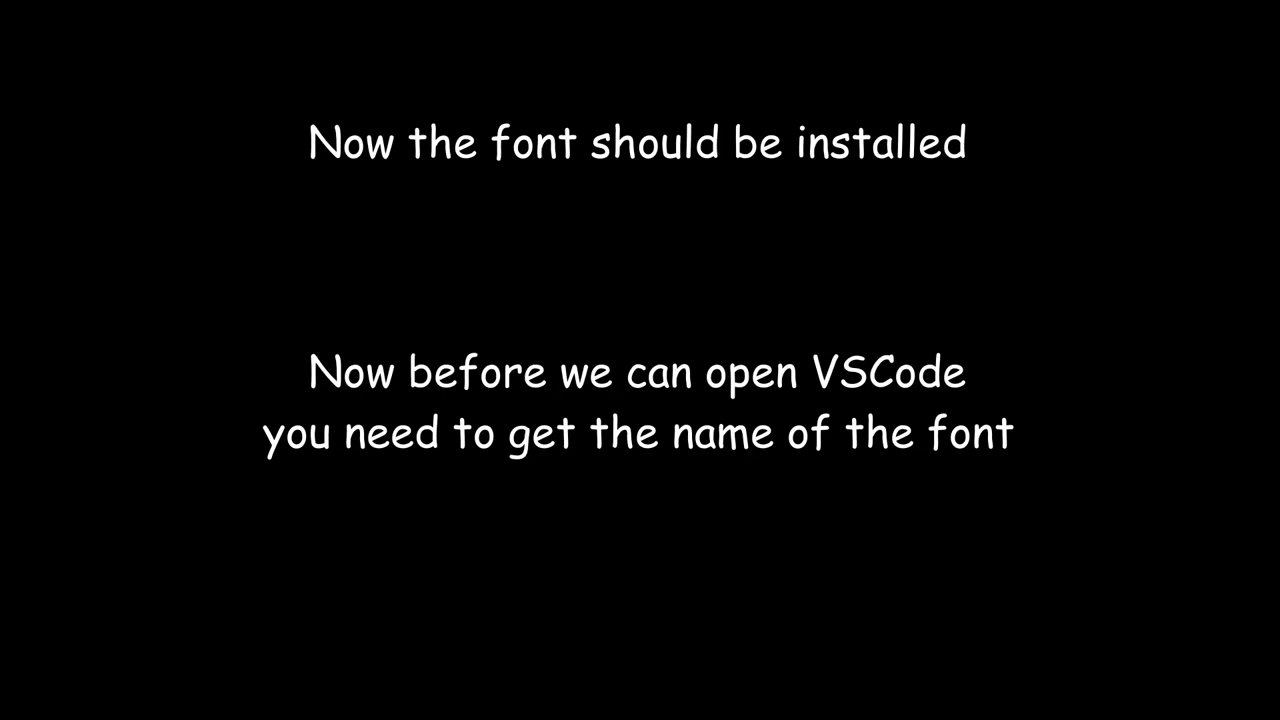 Now the font should be installed
Now before we can open VSCode
you need to get the name of the font